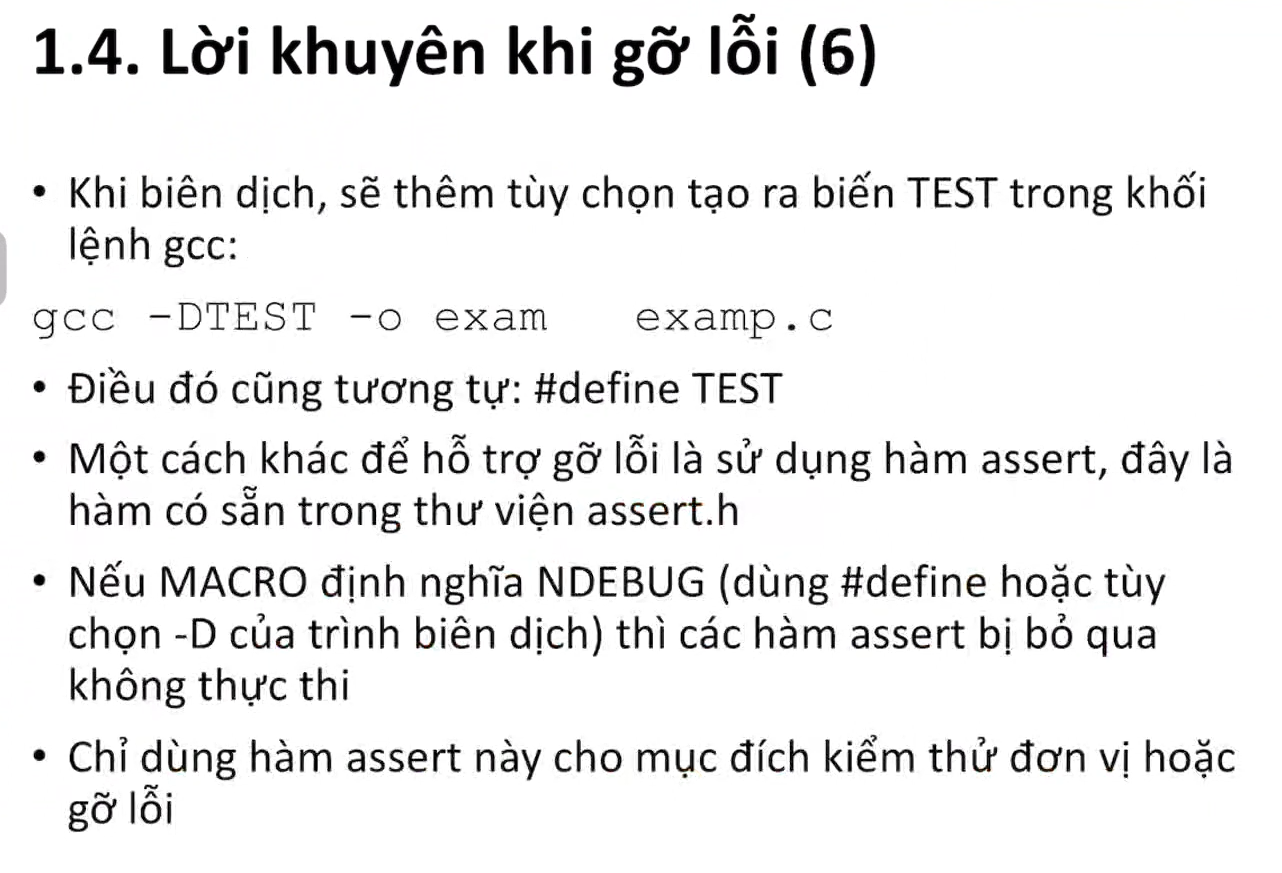 1.4. Lời khuyên khi gỡ lỗi (6)
• Khi biên dịch, sẽ thêm tùy chọn tạo ra biến TEST trong khối
lệnh gcc:
gcc -DTEST -o exam   examp.c
• Điều đó cũng tương tự: #define TEST
• Một cách khác để hỗ trợ gỡ lỗi là sử dụng hàm assert, đây là
hàm có sẵn trong thư viện assert.h
• Nếu MACRO định nghĩa NDEBUG (dùng #define hoặc tùy
chọn -D của trình biên dịch) thì các hàm assert bị bỏ qua
không thực thi
• Chỉ dùng hàm assert này cho mục đích kiểm thử đơn vị hoặc
gỡ lỗi